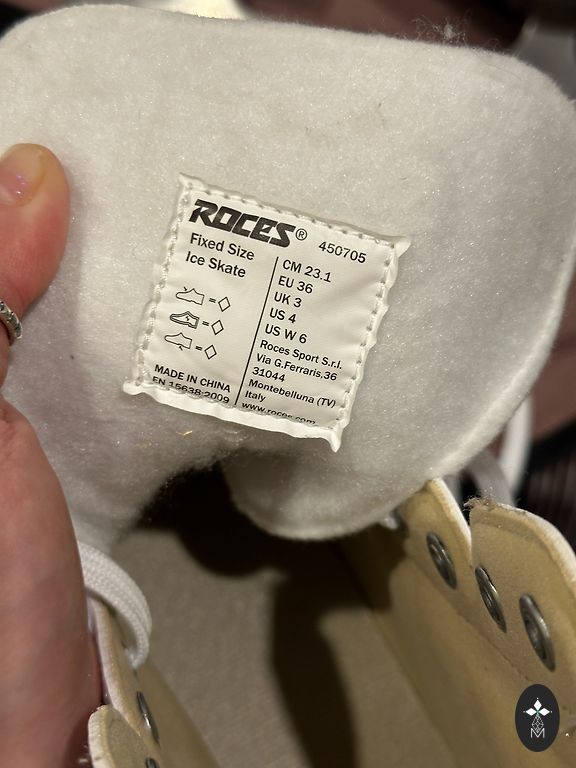 ROCES® 450705
Fixed Size
Ice Skate
CM 23.1
EU 36
UK 3
US 4
US W 6
Roces Sport S.r.l.
Via G.Ferraris,36
31044
Montebelluna (TV)
Italy
www.roces.com
= ◇
= ◇
= ◇
MADE IN CHINA
EN 15638:2009
M